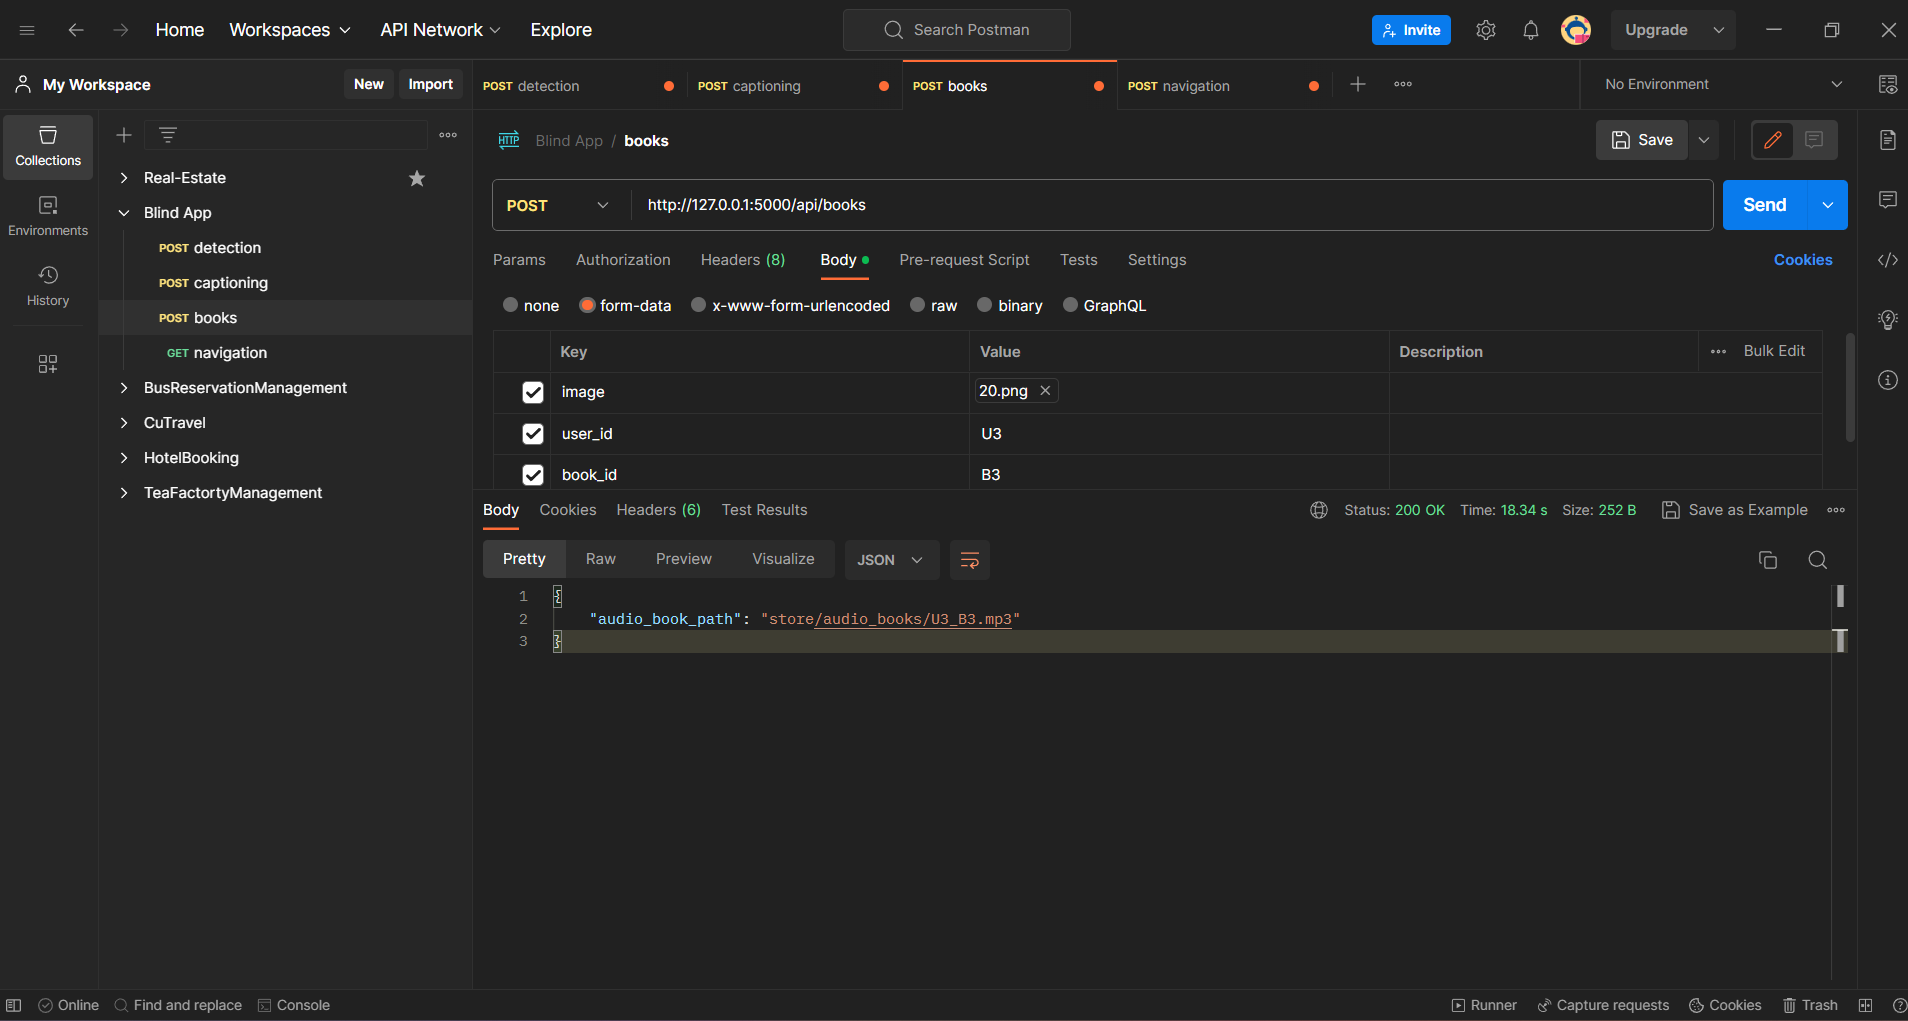 Home Workspaces API Network Explore Search Postman Invite Upgrade
My Workspace New Import POST detection POST captioning POST books POST navigation No Environment
Collections
Environments
History
Real-Estate
Blind App
POST detection
POST captioning
POST books
GET navigation
BusReservationManagement
CuTravel
HotelBooking
TeaFactortyManagement
HTTP Blind App / books Save
POST http://127.0.0.1:5000/api/books Send
Params Authorization Headers (8) Body Pre-request Script Tests Settings Cookies
none form-data x-www-form-urlencoded raw binary GraphQL
Key Value Description Bulk Edit
image 20.png
user_id U3
book_id B3
Body Cookies Headers (6) Test Results Status: 200 OK Time: 18.34 s Size: 252 B Save as Example
Pretty Raw Preview Visualize JSON
1 {
2 "audio_book_path": "store/audio_books/U3_B3.mp3"
3 }
Online Find and replace Console Runner Capture requests Cookies Trash